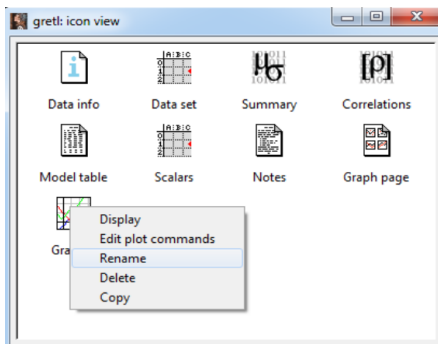 gretl: icon view
Data info
Data set
Summary
Correlations
Model table
Scalars
Notes
Graph page
Display
Edit plot commands
Rename
Delete
Copy